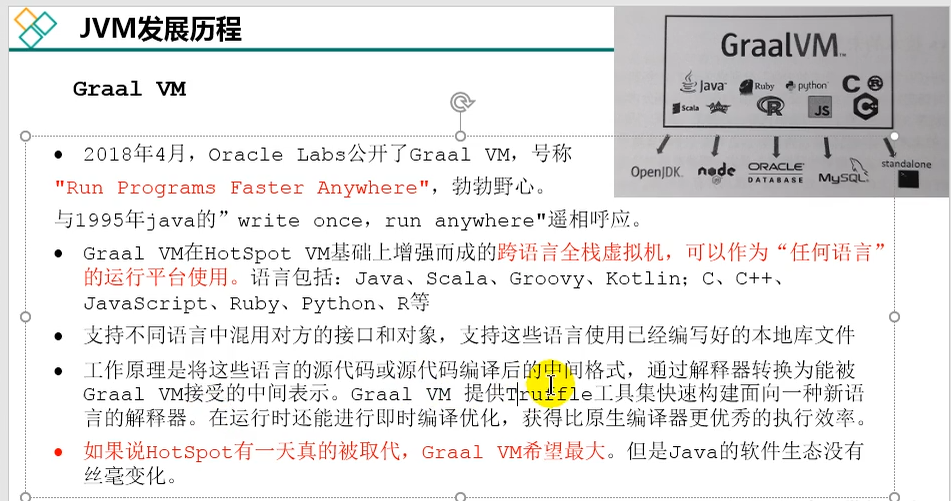 JVM发展历程
Graal VM
GraalVM™
Java Ruby python C
Scala R JS C
OpenJDK node ORACLE DATABASE MySQL standalone
2018年4月，Oracle Labs公开了Graal VM，号称
"Run Programs Faster Anywhere"，勃勃野心。
与1995年java的”write once，run anywhere"遥相呼应。
Graal VM在HotSpot VM基础上增强而成的跨语言全栈虚拟机，可以作为“任何语言”
的运行平台使用。语言包括：Java、Scala、Groovy、Kotlin；C、C++、
JavaScript、Ruby、Python、R等
支持不同语言中混用对方的接口和对象，支持这些语言使用已经编写好的本地库文件
工作原理是将这些语言的源代码或源代码编译后的中间格式，通过解释器转换为能被
Graal VM接受的中间表示。Graal VM 提供Truffle工具集快速构建面向一种新语
言的解释器。在运行时还能进行即时编译优化，获得比原生编译器更优秀的执行效率。
如果说HotSpot有一天真的被取代，Graal VM希望最大。但是Java的软件生态没有
丝毫变化。